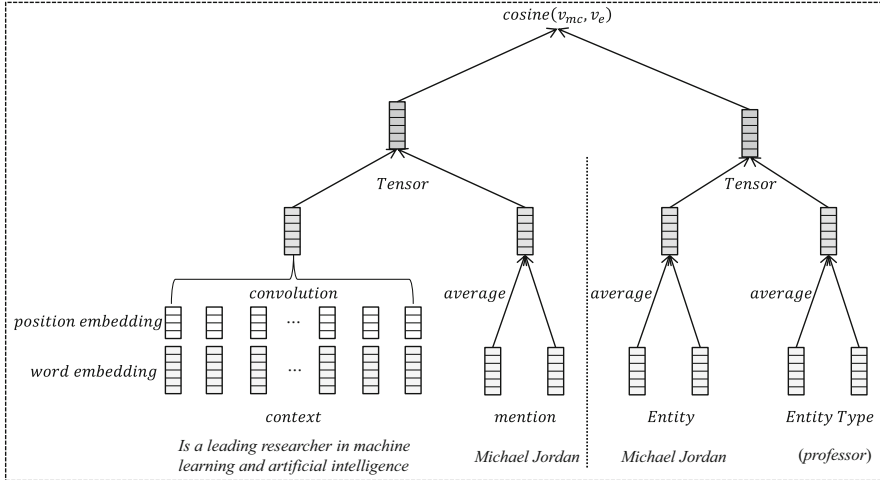 cosine(v_mc, v_e)
Tensor
Tensor
convolution
average
average
average
position embedding
...
word embedding
...
context
mention
Entity
Entity Type
Is a leading researcher in machine
learning and artificial intelligence
Michael Jordan
Michael Jordan
(professor)